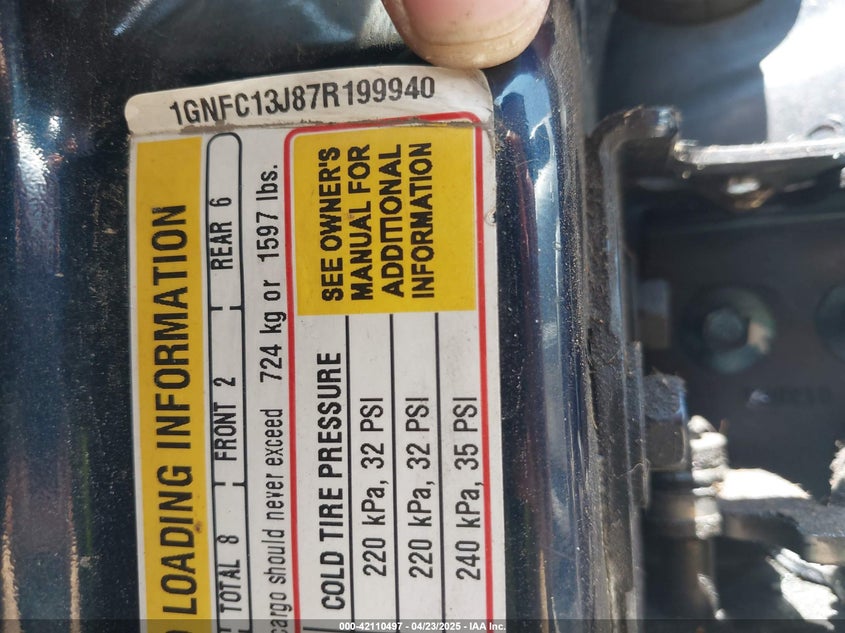 1GNFC13J87R199940
LOADING INFORMATION
TOTAL 8 FRONT 2 REAR 6
cargo should never exceed 724 kg or 1597 lbs.
COLD TIRE PRESSURE
SEE OWNER'S
MANUAL FOR
ADDITIONAL
INFORMATION
220 kPa, 32 PSI
220 kPa, 32 PSI
240 kPa, 35 PSI
000-42110497 - 04/23/2025 - IAA Inc.